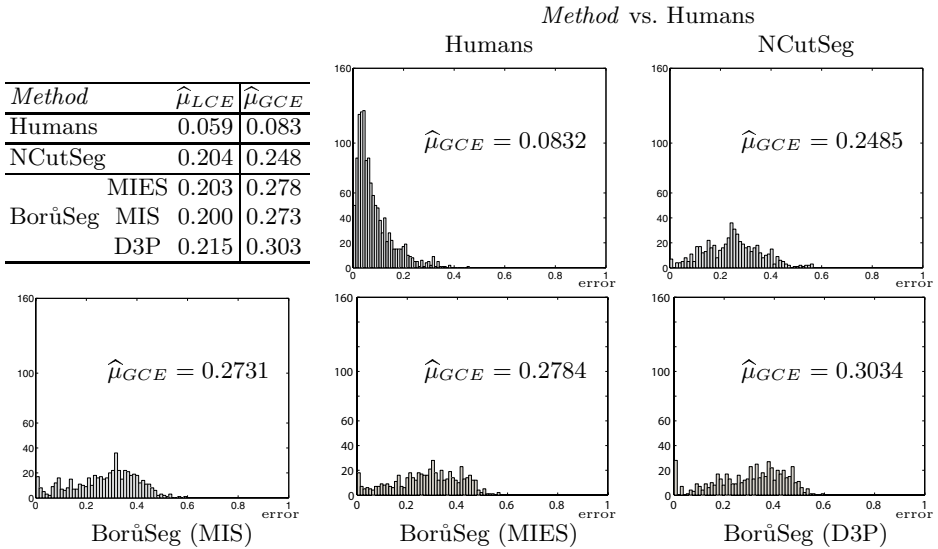 Method vs. Humans
Humans NCutSeg
Method μ̂LCE μ̂GCE
Humans 0.059 0.083
NCutSeg 0.204 0.248
MIES 0.203 0.278
BorůSeg MIS 0.200 0.273
D3P 0.215 0.303
160
100
60
40
20
0
0 0.2 0.4 0.6 0.8 1
error
μ̂GCE = 0.0832
160
100
60
40
20
0
0 0.2 0.4 0.6 0.8 1
error
μ̂GCE = 0.2485
160
100
60
40
20
0
0 0.2 0.4 0.6 0.8 1
error
μ̂GCE = 0.2731
160
100
60
40
20
0
0 0.2 0.4 0.6 0.8 1
error
μ̂GCE = 0.2784
160
100
60
40
20
0
0 0.2 0.4 0.6 0.8 1
error
μ̂GCE = 0.3034
BorůSeg (MIS) BorůSeg (MIES) BorůSeg (D3P)